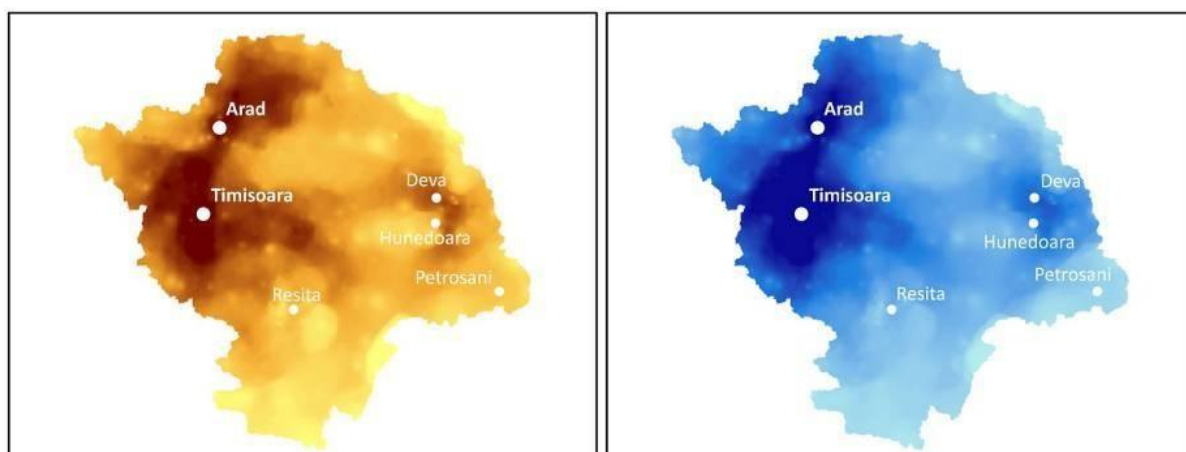 Arad
Timisoara
Deva
Hunedoara
Petrosani
Resita
Arad
Timisoara
Deva
Hunedoara
Petrosani
Resita